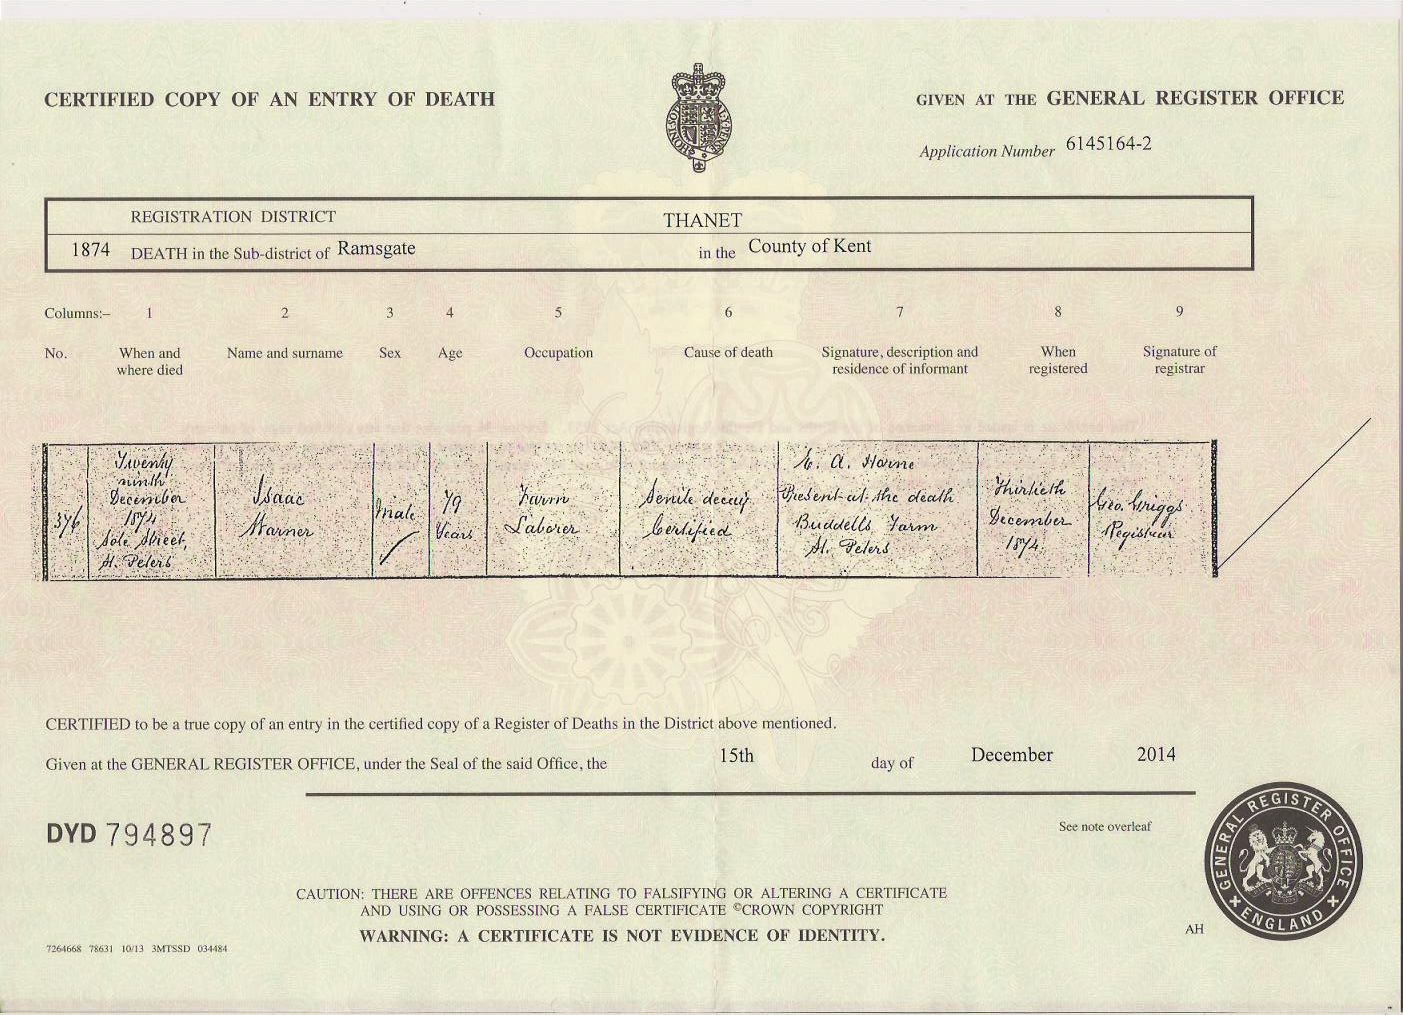 CERTIFIED COPY OF AN ENTRY OF DEATH
GIVEN AT THE GENERAL REGISTER OFFICE
Application Number 6145164-2
REGISTRATION DISTRICT THANET
1874 DEATH in the Sub-district of Ramsgate in the County of Kent
Columns:- 1 2 3 4 5 6 7 8 9
No. When and where died Name and surname Sex Age Occupation Cause of death Signature, description and residence of informant When registered Signature of registrar
376
Twenty
ninth
December
1874
Sole Street,
St. Peters
Isaac
Warner
Male
79
Years
Farm
Laborer
Senile decay
Certified
E. A. Horne
Present at the death
Buddells Farm
St. Peters
Thirtieth
December
1874
Geo. Griggs
Registrar
CERTIFIED to be a true copy of an entry in the certified copy of a Register of Deaths in the District above mentioned.
Given at the GENERAL REGISTER OFFICE, under the Seal of the said Office, the 15th day of December 2014
DYD 794897
See note overleaf
GENERAL REGISTER OFFICE
ENGLAND
CAUTION: THERE ARE OFFENCES RELATING TO FALSIFYING OR ALTERING A CERTIFICATE
AND USING OR POSSESSING A FALSE CERTIFICATE ©CROWN COPYRIGHT
WARNING: A CERTIFICATE IS NOT EVIDENCE OF IDENTITY.
AH
7264668 78631 10/13 3MTSSD 034484